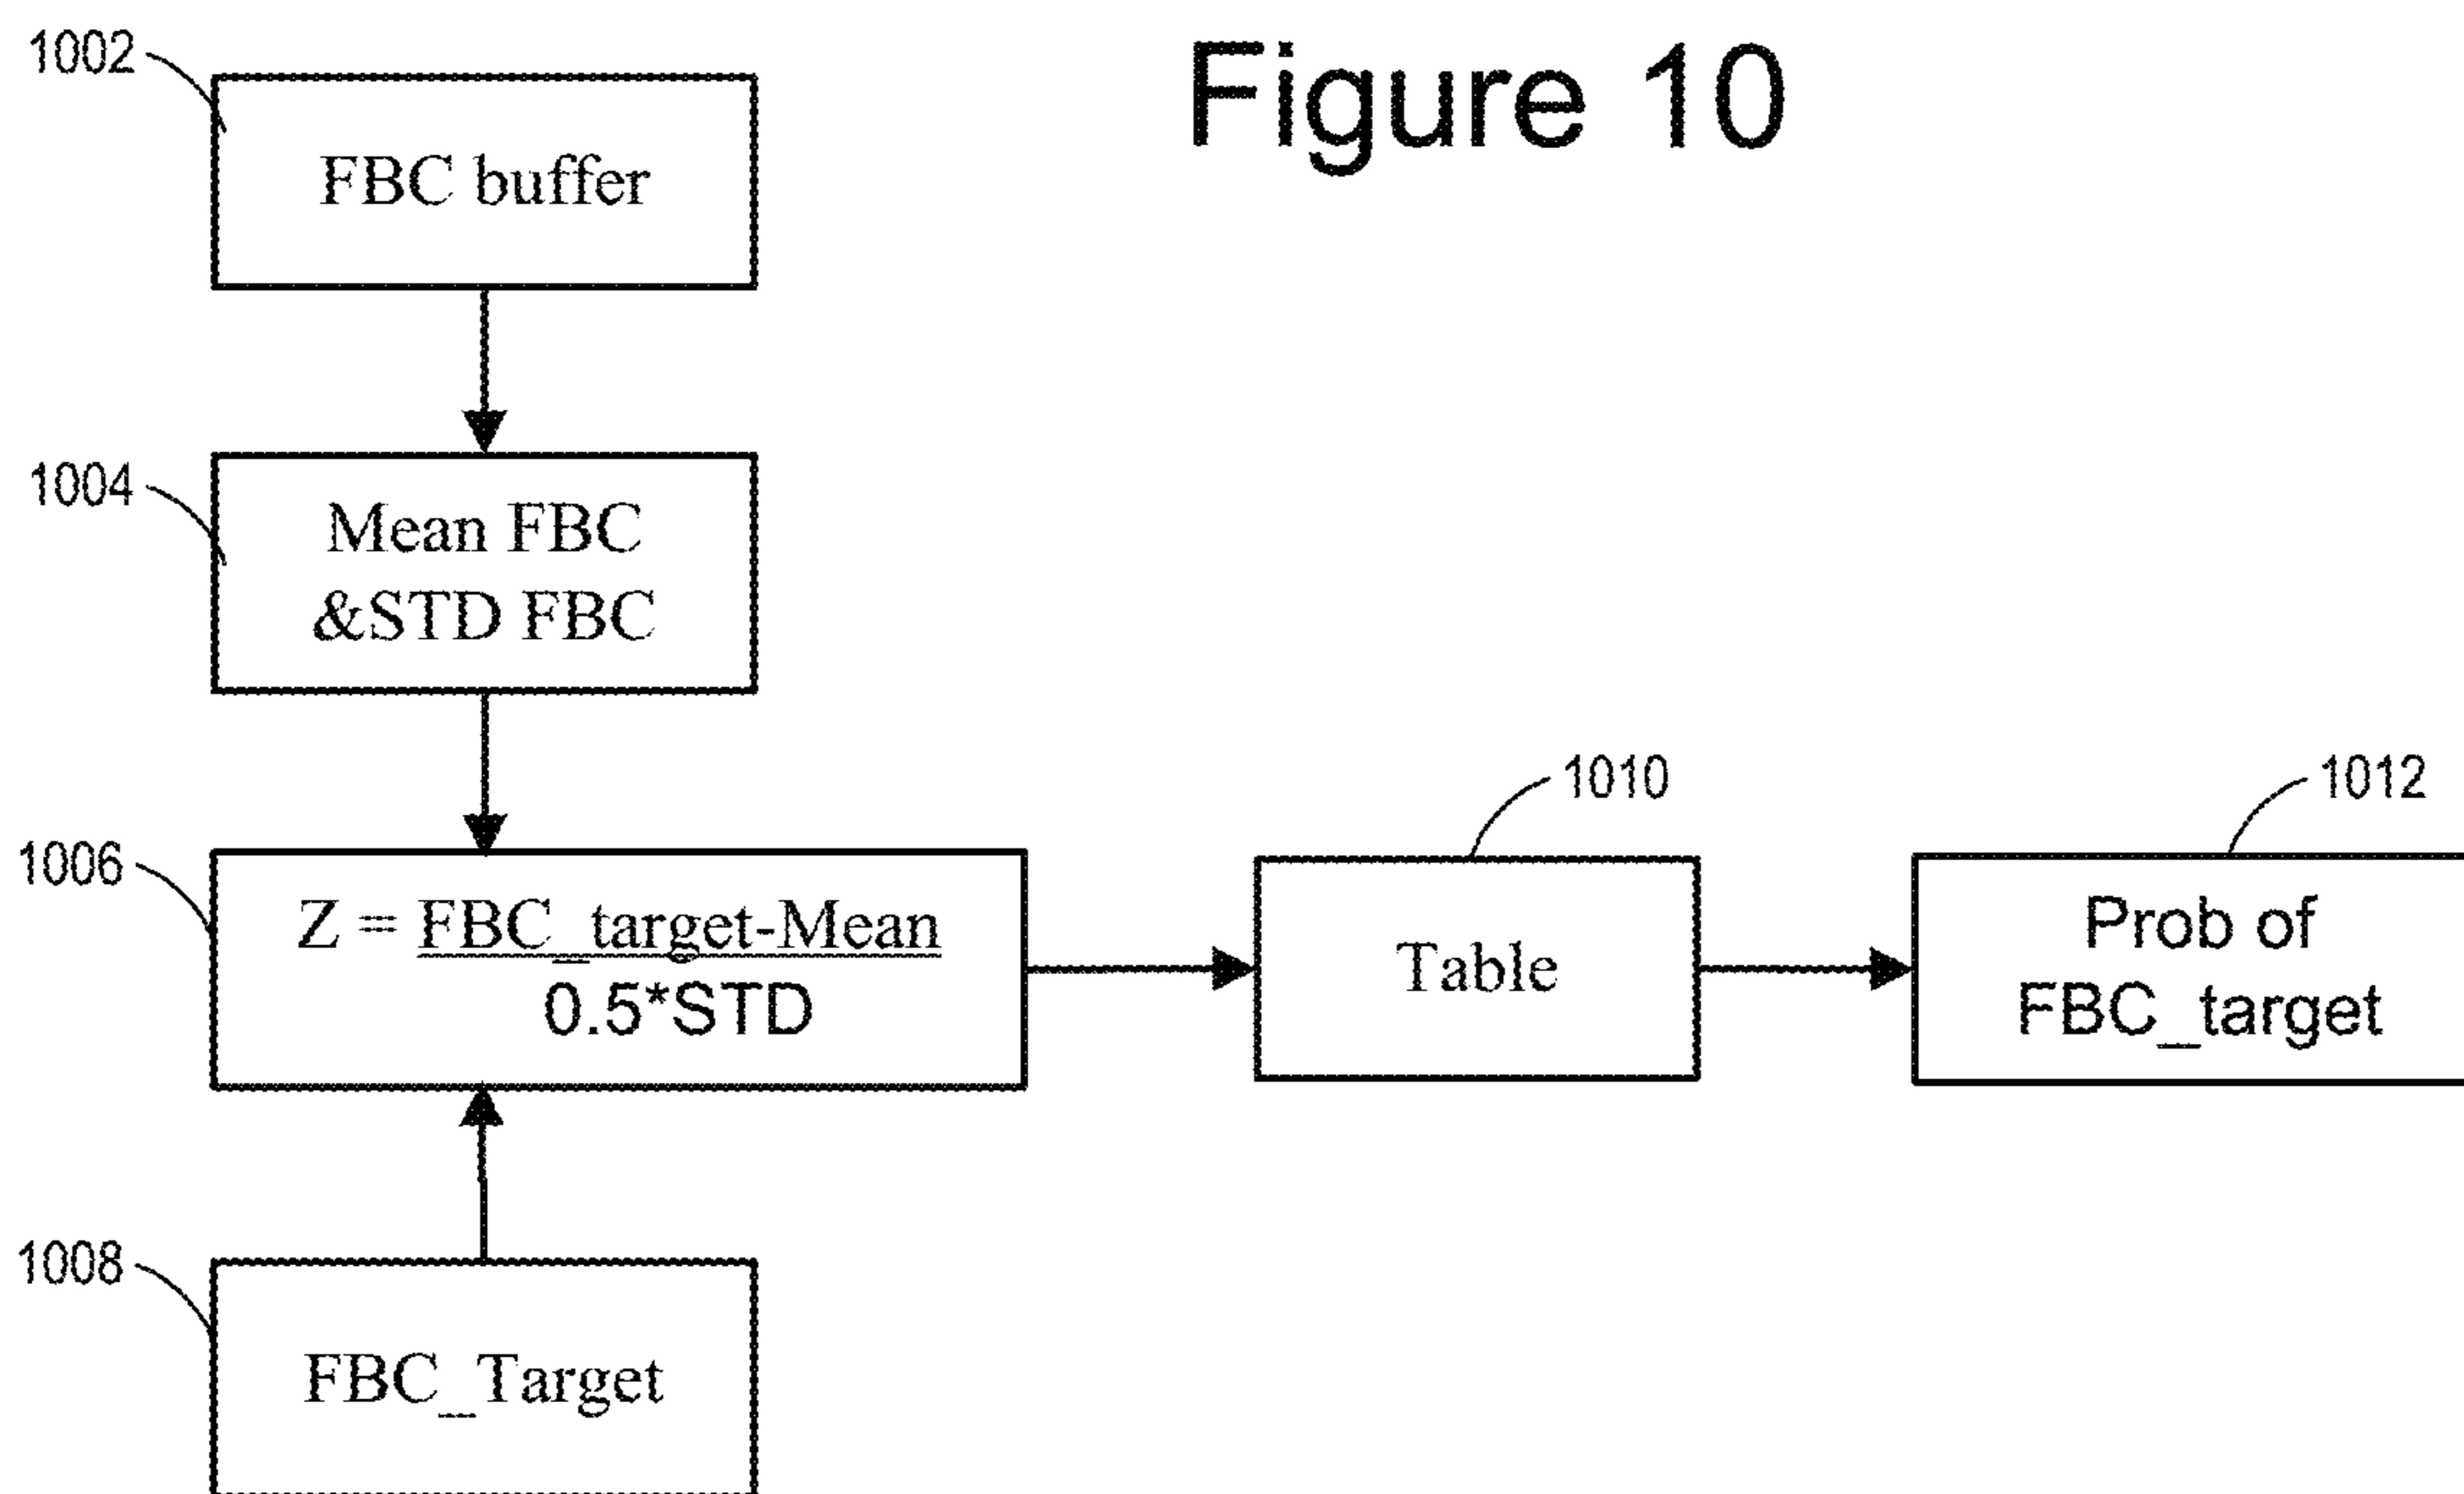 Figure 10
1002
FBC buffer
1004
Mean FBC
&STD FBC
1006
Z = FBC_target-Mean
0.5*STD
1008
FBC_Target
1010
Table
1012
Prob of
FBC_target